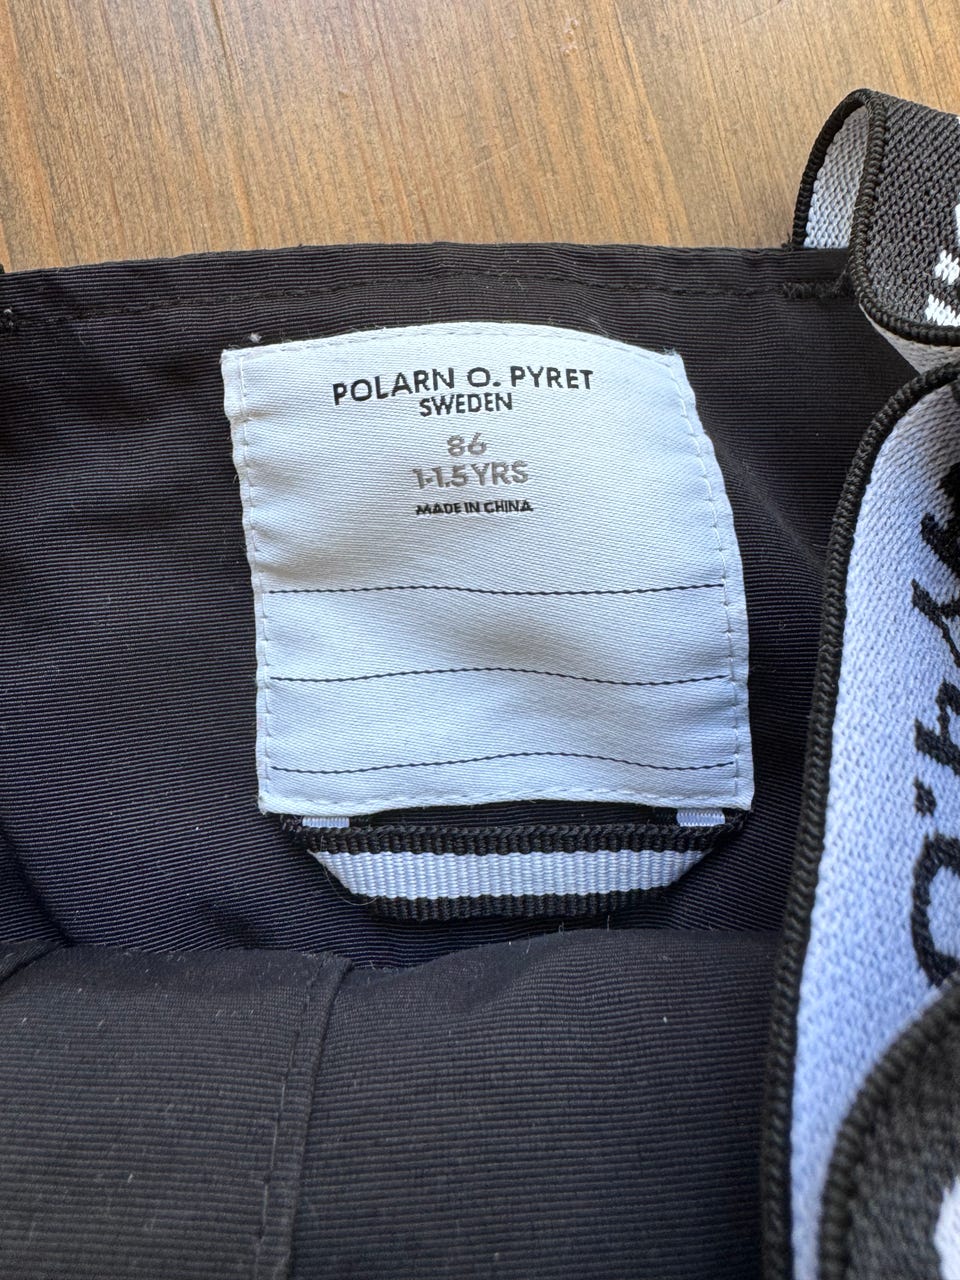 POLARN O. PYRET
SWEDEN
86
1-1.5 YRS
MADE IN CHINA